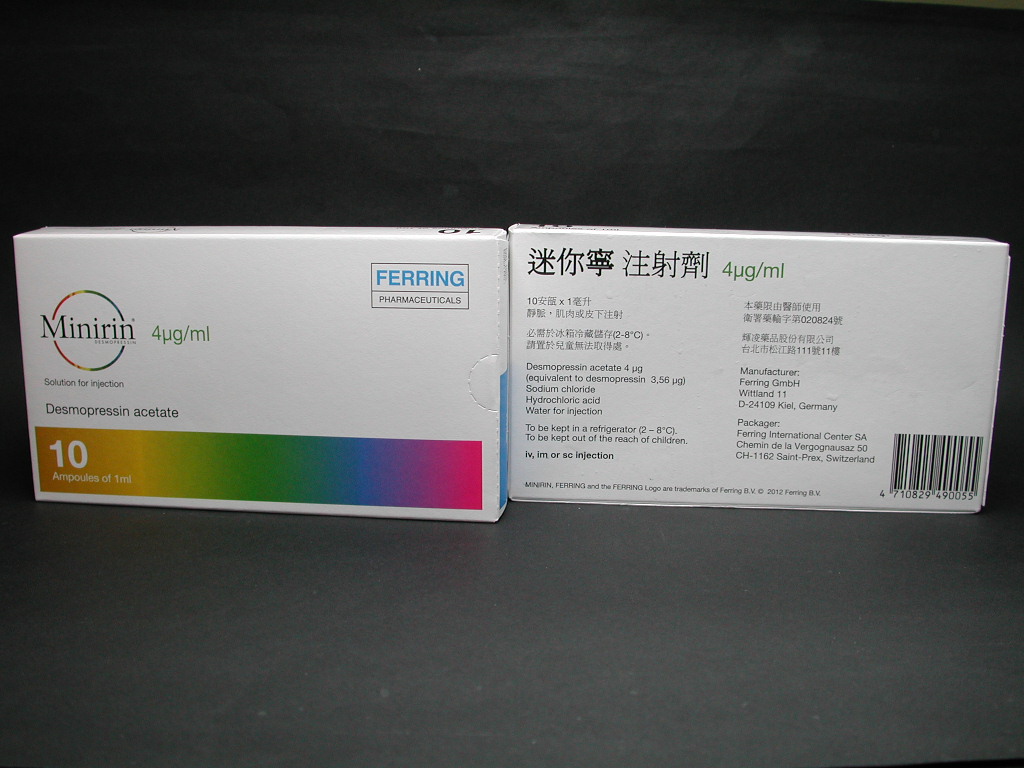 Minirin®
DESMOPRESSIN
4µg/ml
Solution for injection
Desmopressin acetate
10
Ampoules of 1ml
FERRING
PHARMACEUTICALS
10
迷你寧 注射劑 4µg/ml
10安瓿 x 1毫升
靜脈，肌肉或皮下注射
必需於冰箱冷藏儲存(2-8°C)。
請置於兒童無法取得處。
Desmopressin acetate 4 µg
(equivalent to desmopressin 3,56 µg)
Sodium chloride
Hydrochloric acid
Water for injection
To be kept in a refrigerator (2 – 8°C).
To be kept out of the reach of children.
iv, im or sc injection
本藥限由醫師使用
衛署藥輸字第020824號
輝凌藥品股份有限公司
台北市松江路111號11樓
Manufacturer:
Ferring GmbH
Wittland 11
D-24109 Kiel, Germany
Packager:
Ferring International Center SA
Chemin de la Vergognausaz 50
CH-1162 Saint-Prex, Switzerland
MINIRIN, FERRING and the FERRING Logo are trademarks of Ferring B.V. © 2012 Ferring B.V.
4 710829 490055